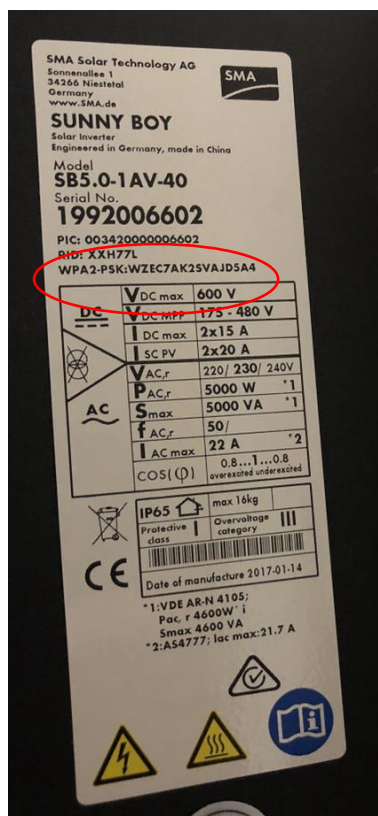 SMA Solar Technology AG
Sonnenallee 1
34266 Niestetal
Germany
www.SMA.de
SMA
SUNNY BOY
Solar Inverter
Engineered in Germany, made in China
Model
SB5.0-1AV-40
Serial No.
1992006602
PIC: 003420000006602
RID: XXH77L
WPA2-PSK:WZEC7AK2SVAJD5A4
DC
VDC max 600 V
VDC MPP 175 - 480 V
IDC max 2x15 A
ISC PV 2x20 A
AC
VAC,r 220/ 230/ 240V
PAC,r 5000 W *1
Smax 5000 VA *1
fAC,r 50/
IAC max 22 A *2
COS(φ) 0.8...1...0.8
overexcited underexcited
IP65 max 16kg
Protective class I Overvoltage category III
CE
Date of manufacture 2017-01-14
*1:VDE AR-N 4105;
Pac, r 4600W i
Smax 4600 VA
*2:AS4777; Iac max:21.7 A